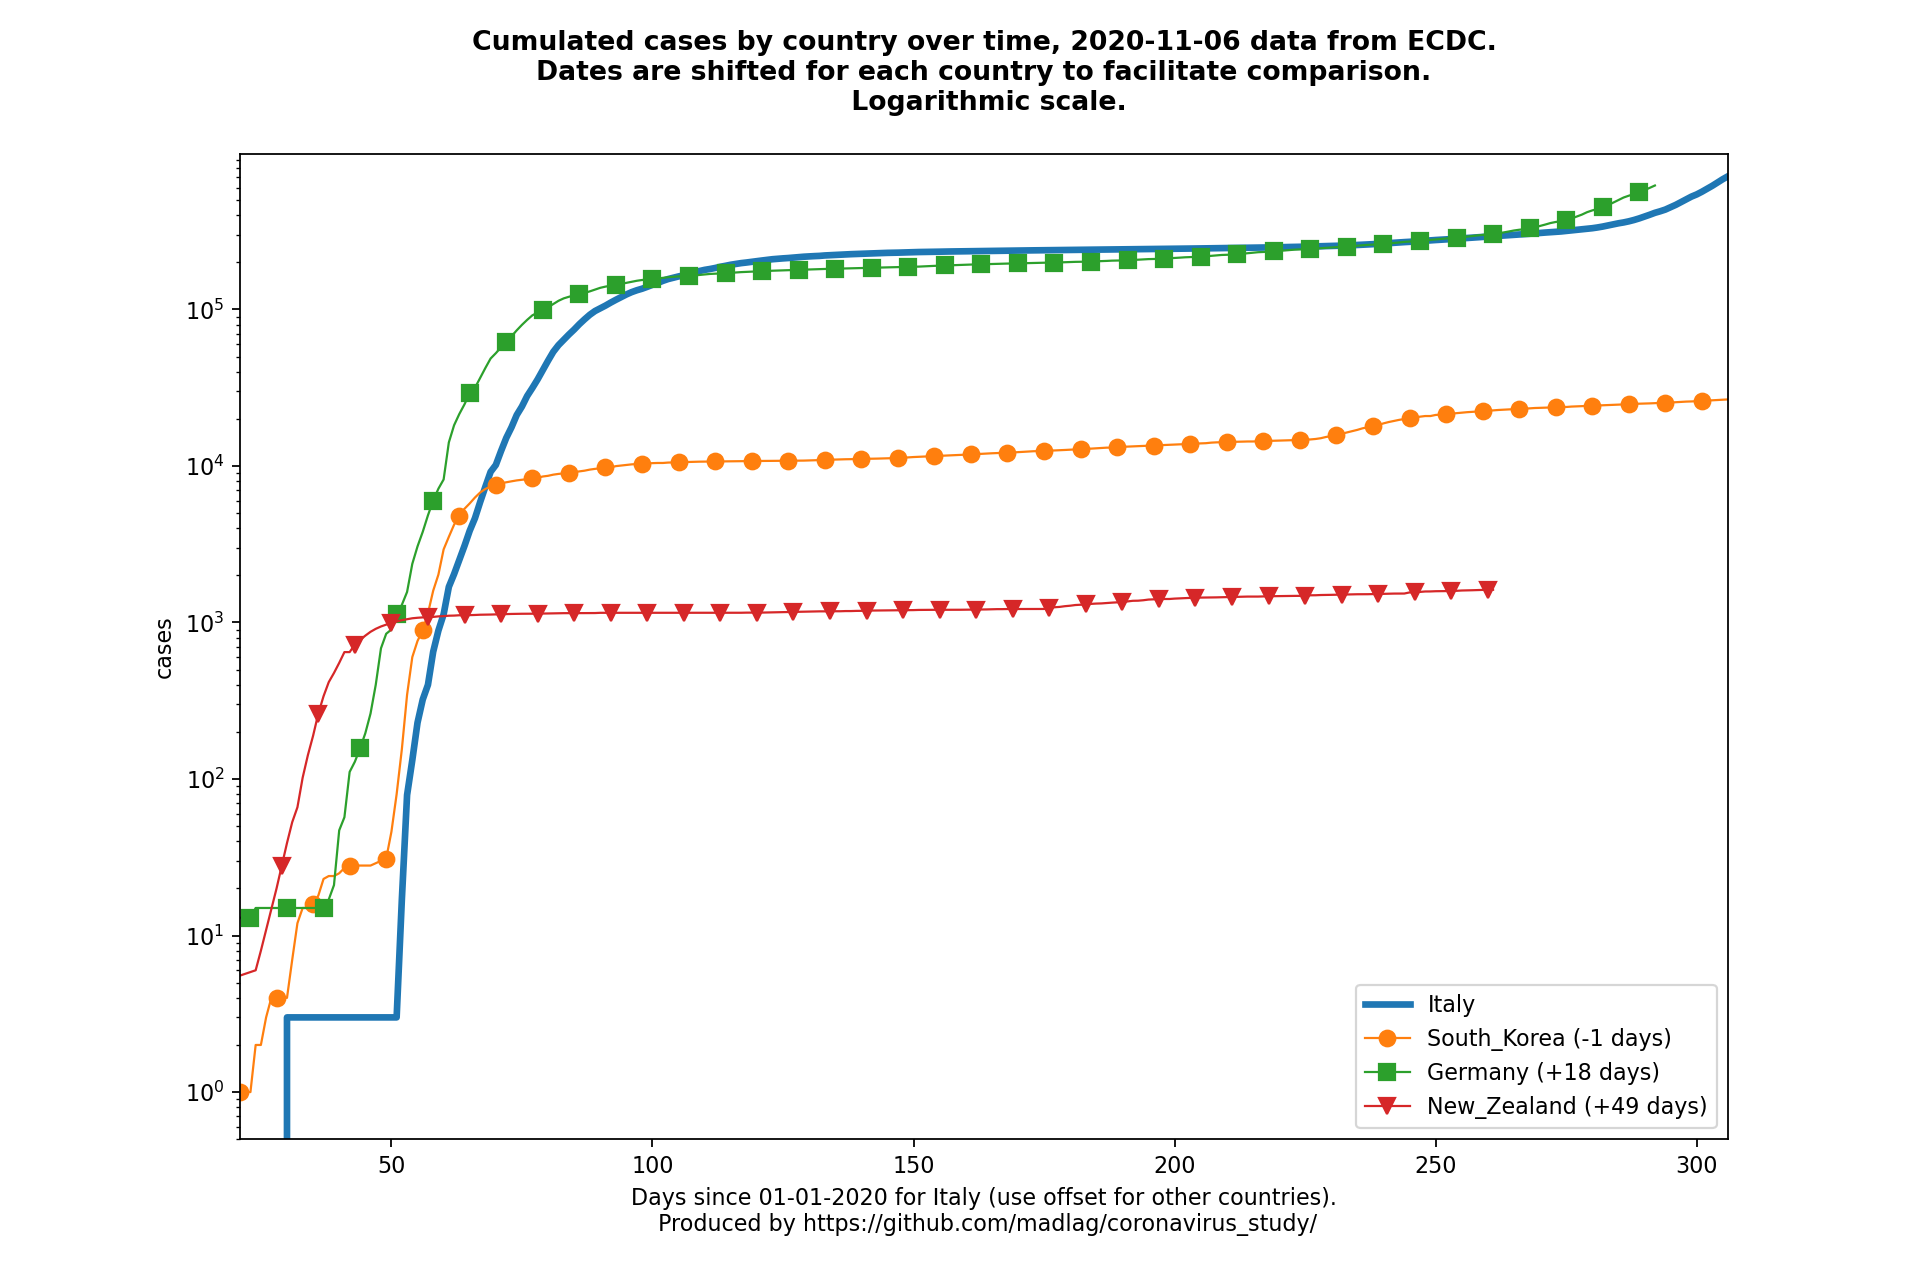 Cumulated cases by country over time, 2020-11-06 data from ECDC.
Dates are shifted for each country to facilitate comparison.
Logarithmic scale.
cases
10^5
10^4
10^3
10^2
10^1
10^0
50 100 150 200 250 300
Italy
South_Korea (-1 days)
Germany (+18 days)
New_Zealand (+49 days)
Days since 01-01-2020 for Italy (use offset for other countries).
Produced by https://github.com/madlag/coronavirus_study/